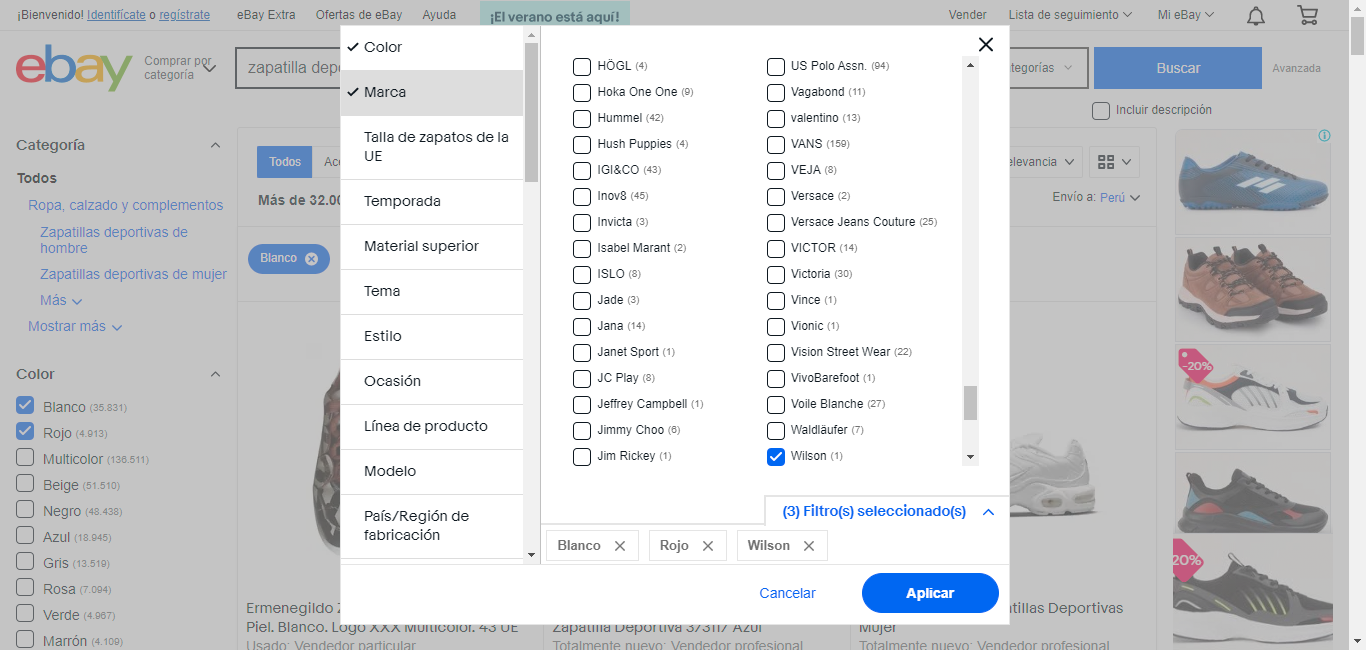 ¡Bienvenido! Identifícate o regístrate
eBay Extra
Ofertas de eBay
Ayuda
¡El verano está aquí!
Vender
Lista de seguimiento
Mi eBay
ebay
Comprar por
categoría
zapatilla
Buscar
Avanzada
Incluir descripción
Categoría
Todos
Ropa, calzado y complementos
Zapatillas deportivas de
hombre
Zapatillas deportivas de mujer
Más
Mostrar más
Color
Blanco (35.831)
Rojo (4.913)
Multicolor (136.511)
Beige (51.510)
Negro (48.438)
Azul (18.945)
Gris (13.519)
Rosa (7.094)
Verde (4.967)
Marrón (4.109)
Todos
Más de 32.00
Blanco
Envío a: Perú
Color
Marca
Talla de zapatos de la
UE
Temporada
Material superior
Tema
Estilo
Ocasión
Línea de producto
Modelo
País/Región de
fabricación
HÖGL (4)
Hoka One One (9)
Hummel (42)
Hush Puppies (4)
IGI&CO (43)
Inov8 (45)
Invicta (3)
Isabel Marant (2)
ISLO (8)
Jade (3)
Jana (14)
Janet Sport (1)
JC Play (8)
Jeffrey Campbell (1)
Jimmy Choo (6)
Jim Rickey (1)
US Polo Assn. (94)
Vagabond (11)
valentino (13)
VANS (159)
VEJA (8)
Versace (2)
Versace Jeans Couture (25)
VICTOR (14)
Victoria (30)
Vince (1)
Vionic (1)
Vision Street Wear (22)
VivoBarefoot (1)
Voile Blanche (27)
Waldläufer (7)
Wilson (1)
(3) Filtro(s) seleccionado(s)
Blanco
Rojo
Wilson
Cancelar
Aplicar
Ermenegildo
Piel. Blanco. Logo XXX Multicolor. 43 UE
Usado: Vendedor particular
Zapatilla Deportiva 373117 Azul
Totalmente nuevo: Vendedor profesional
Deportivas
Mujer
Totalmente nuevo: Vendedor profesional
-20%
20%